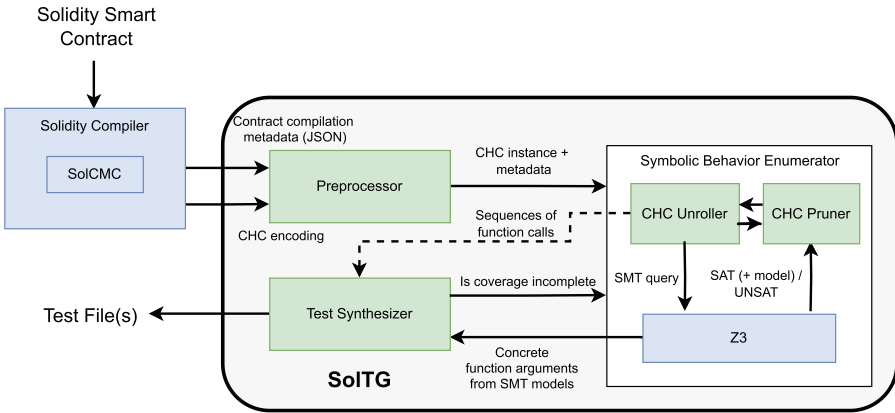 Solidity Smart
Contract
Solidity Compiler
SolCMC
Contract compilation
metadata (JSON)
Preprocessor
CHC encoding
CHC instance +
metadata
Symbolic Behavior Enumerator
CHC Unroller
CHC Pruner
Sequences of
function calls
SMT query
SAT (+ model) /
UNSAT
Is coverage incomplete
Test Synthesizer
Test File(s)
Z3
Concrete
function arguments
from SMT models
SolTG